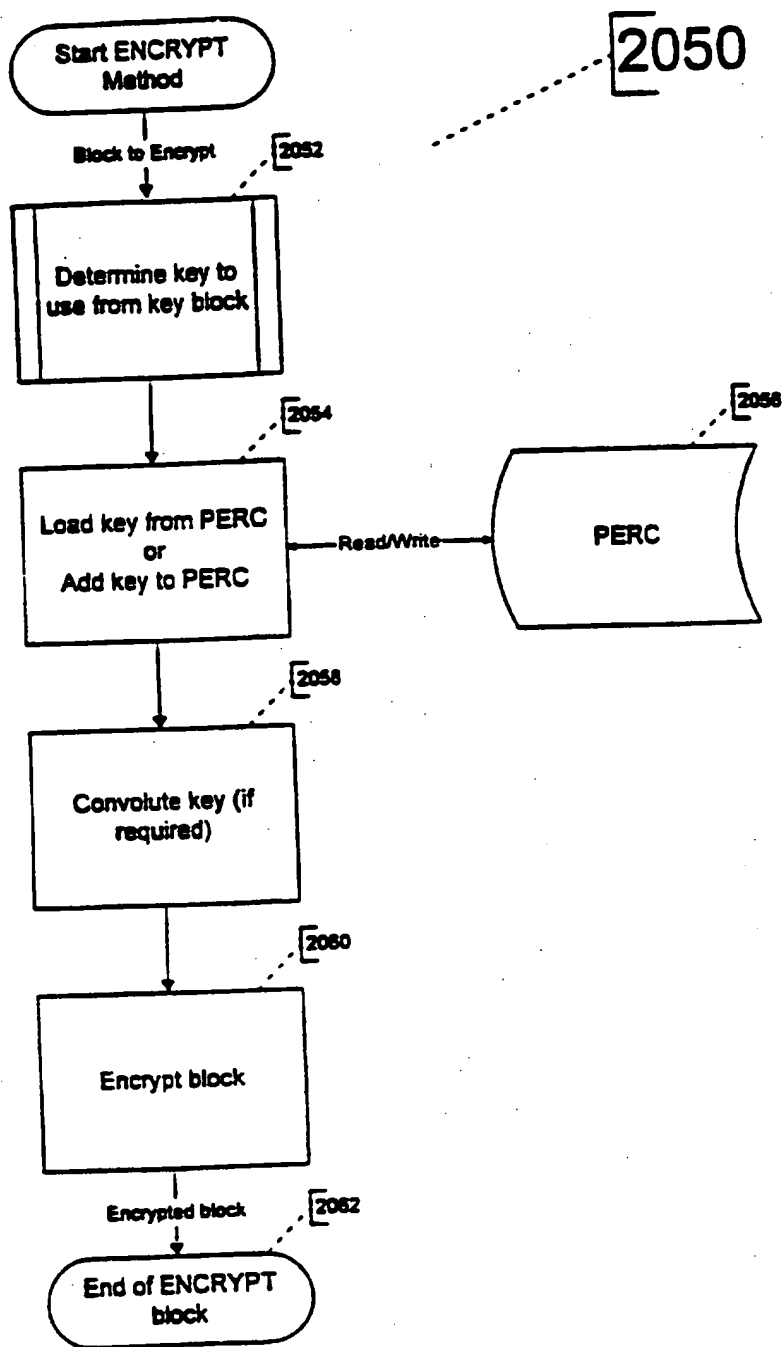 Start ENCRYPT
Method
2050
Block to Encrypt
2052
Determine key to
use from key block
2054
2056
Load key from PERC
or
Add key to PERC
Read/Write
PERC
2058
Convolute key (if
required)
2060
Encrypt block
Encrypted block
2062
End of ENCRYPT
block